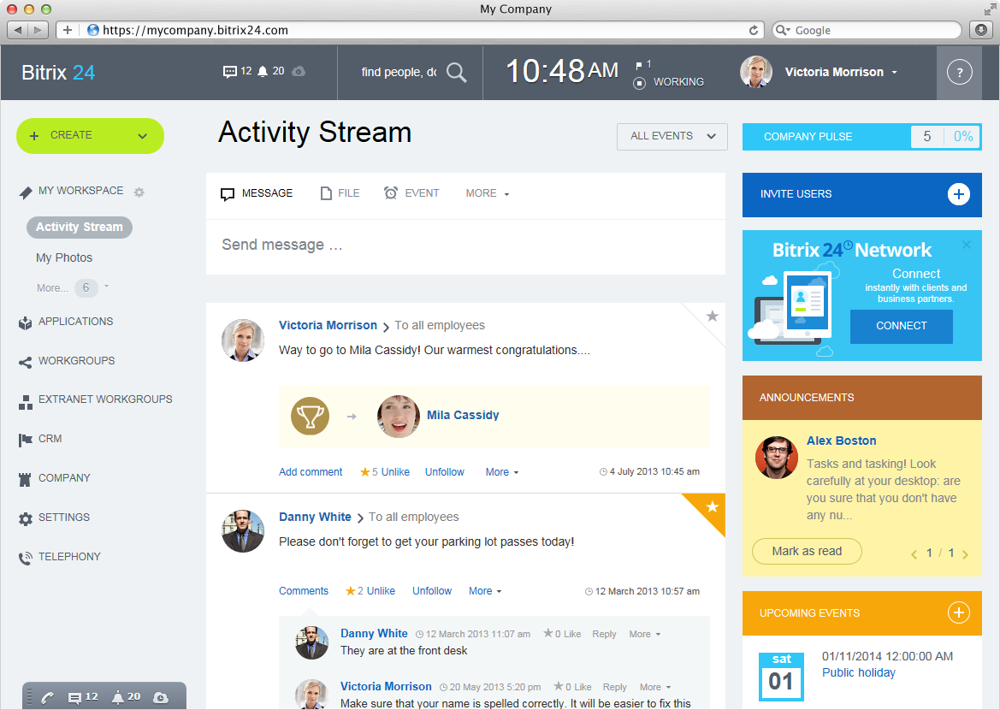 My Company
https://mycompany.bitrix24.com
Google
Bitrix 24
12
20
find people, do
10:48 AM
1
WORKING
Victoria Morrison
?
CREATE
Activity Stream
ALL EVENTS
COMPANY PULSE
5
0%
MY WORKSPACE
Activity Stream
My Photos
More...
6
APPLICATIONS
WORKGROUPS
EXTRANET WORKGROUPS
CRM
COMPANY
SETTINGS
TELEPHONY
12
20
MESSAGE
FILE
EVENT
MORE
Send message ...
Victoria Morrison
To all employees
Way to go to Mila Cassidy! Our warmest congratulations....
Mila Cassidy
Add comment
5 Unlike
Unfollow
More
4 July 2013 10:45 am
Danny White
To all employees
Please don't forget to get your parking lot passes today!
Comments
2 Unlike
Unfollow
More
12 March 2013 10:57 am
Danny White
12 March 2013 11:07 am
0 Like
Reply
More
They are at the front desk
Victoria Morrison
20 May 2013 5:20 pm
0 Like
Reply
More
Make sure that your name is spelled correctly. It will be easier to fix this
INVITE USERS
Bitrix 24 Network
Connect
instantly with clients and
business partners.
CONNECT
ANNOUNCEMENTS
Alex Boston
Tasks and tasking! Look
carefully at your desktop: are
you sure that you don't have
any nu...
Mark as read
1 / 1
UPCOMING EVENTS
sat
01
01/11/2014 12:00:00 AM
Public holiday